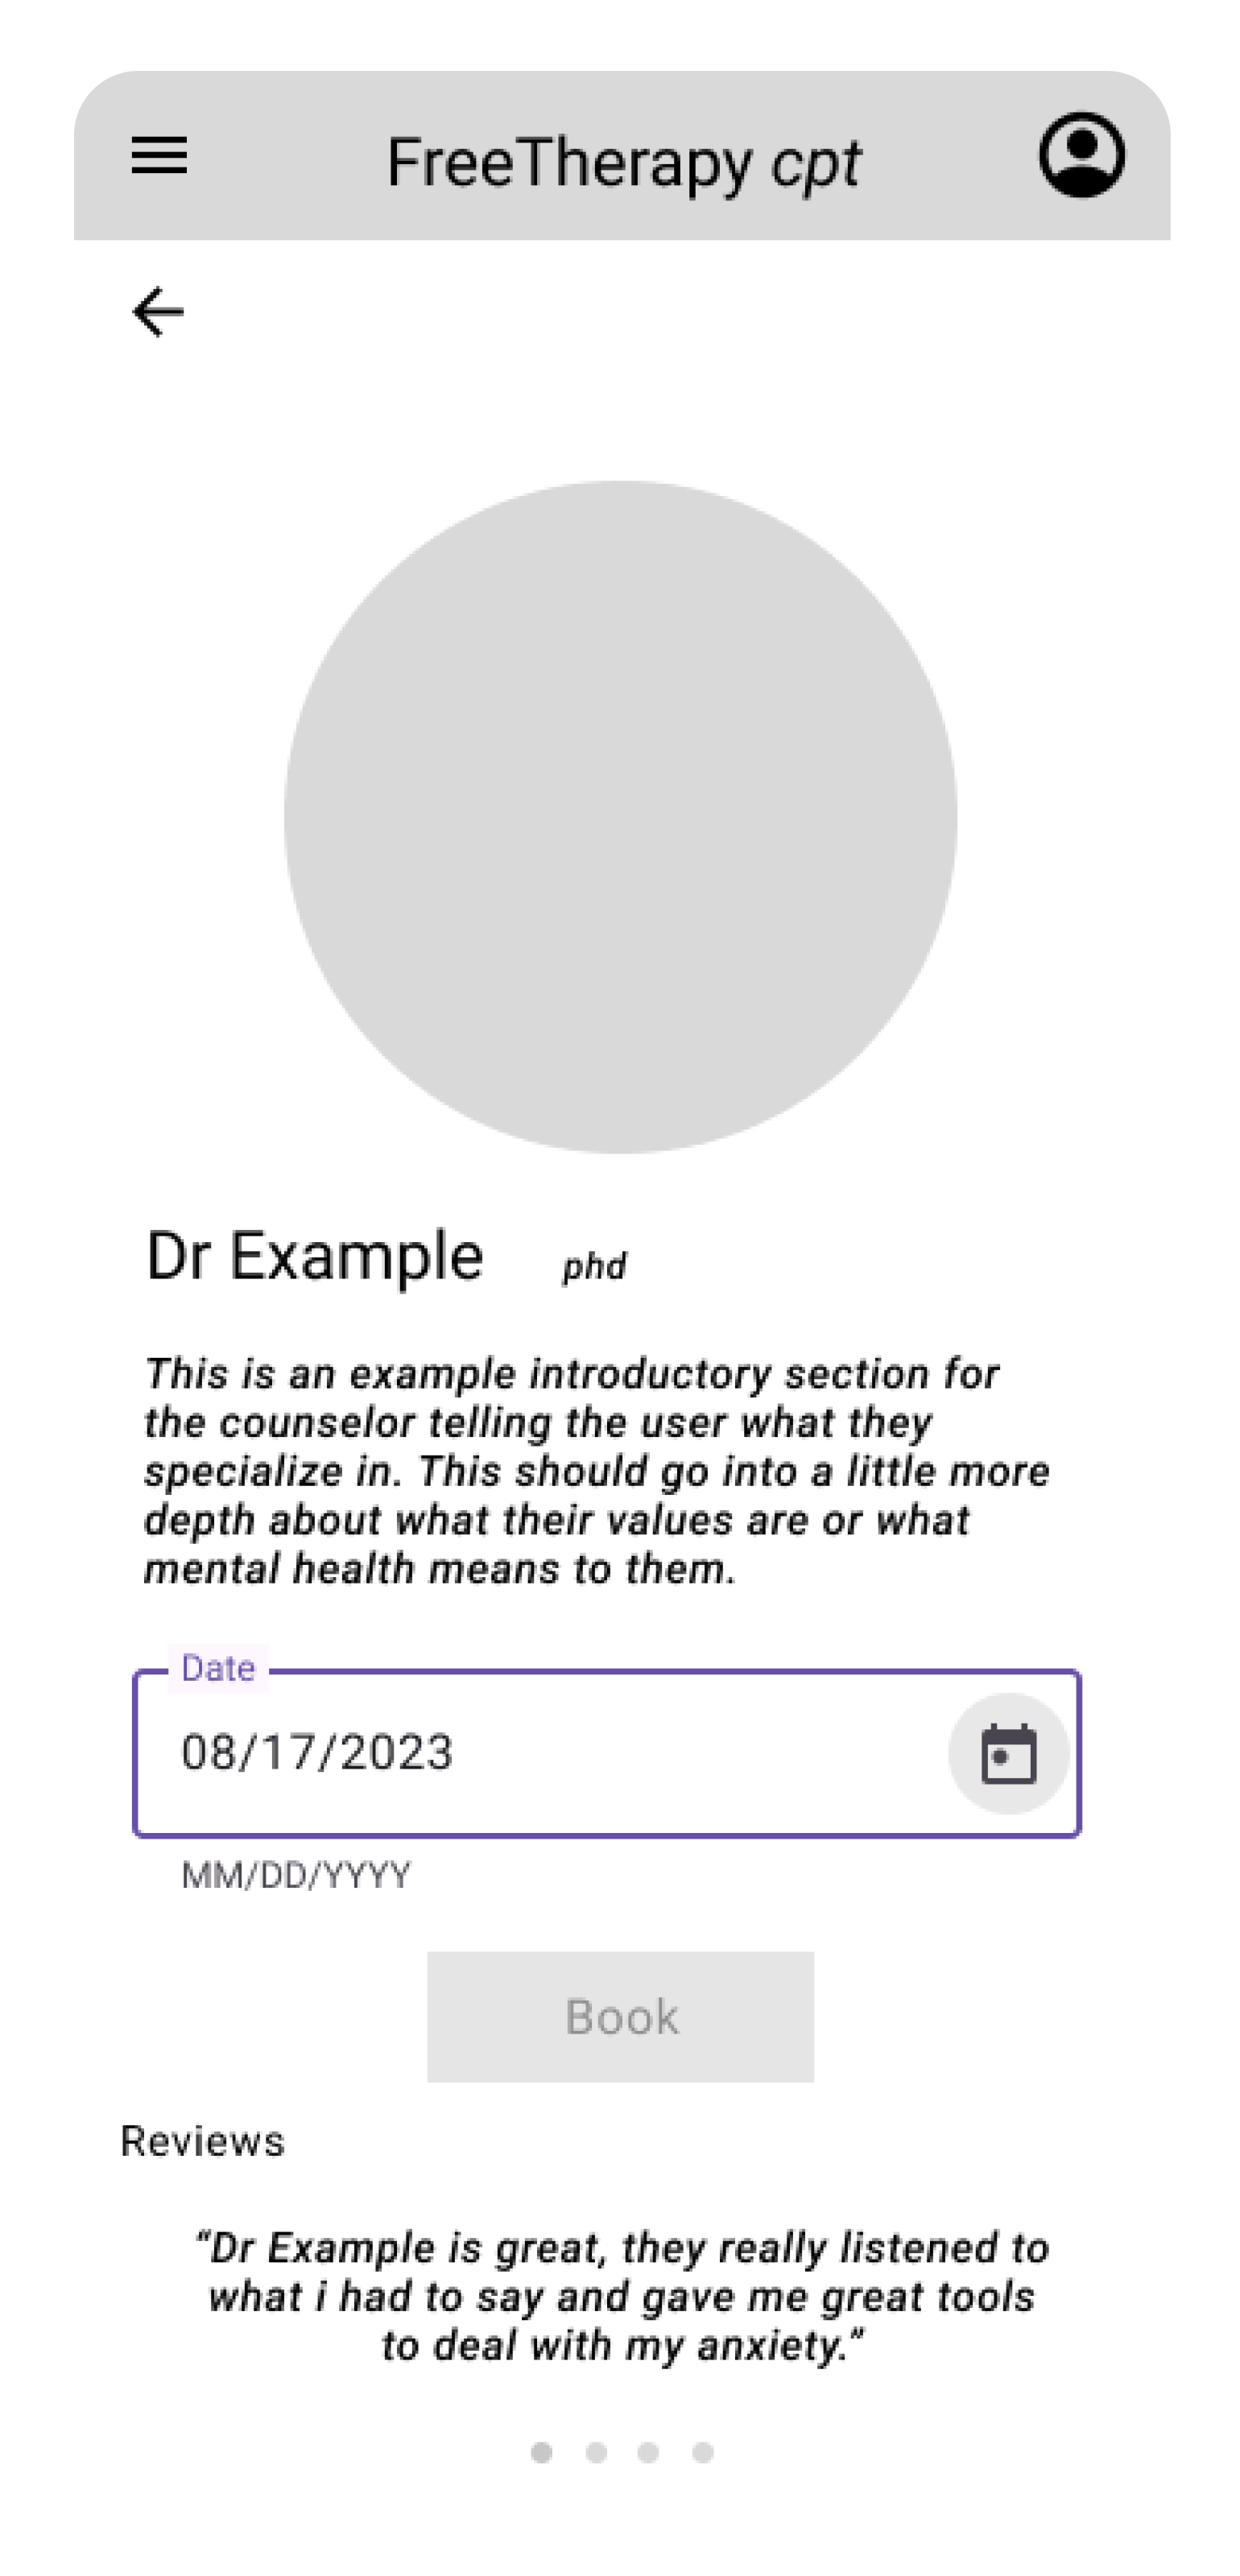 FreeTherapy cpt
Dr Example phd
This is an example introductory section for
the counselor telling the user what they
specialize in. This should go into a little more
depth about what their values are or what
mental health means to them.
Date
08/17/2023
MM/DD/YYYY
Book
Reviews
“Dr Example is great, they really listened to
what i had to say and gave me great tools
to deal with my anxiety.”